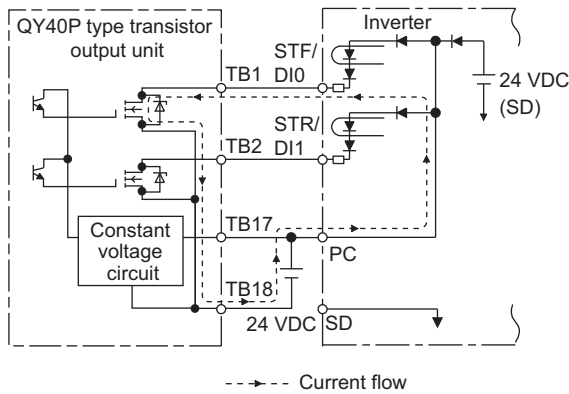 QY40P type transistor
output unit
Inverter
STF/
DI0
TB1
24 VDC
(SD)
STR/
DI1
TB2
Constant
voltage
circuit
TB17
PC
TB18
24 VDC
SD
Current flow